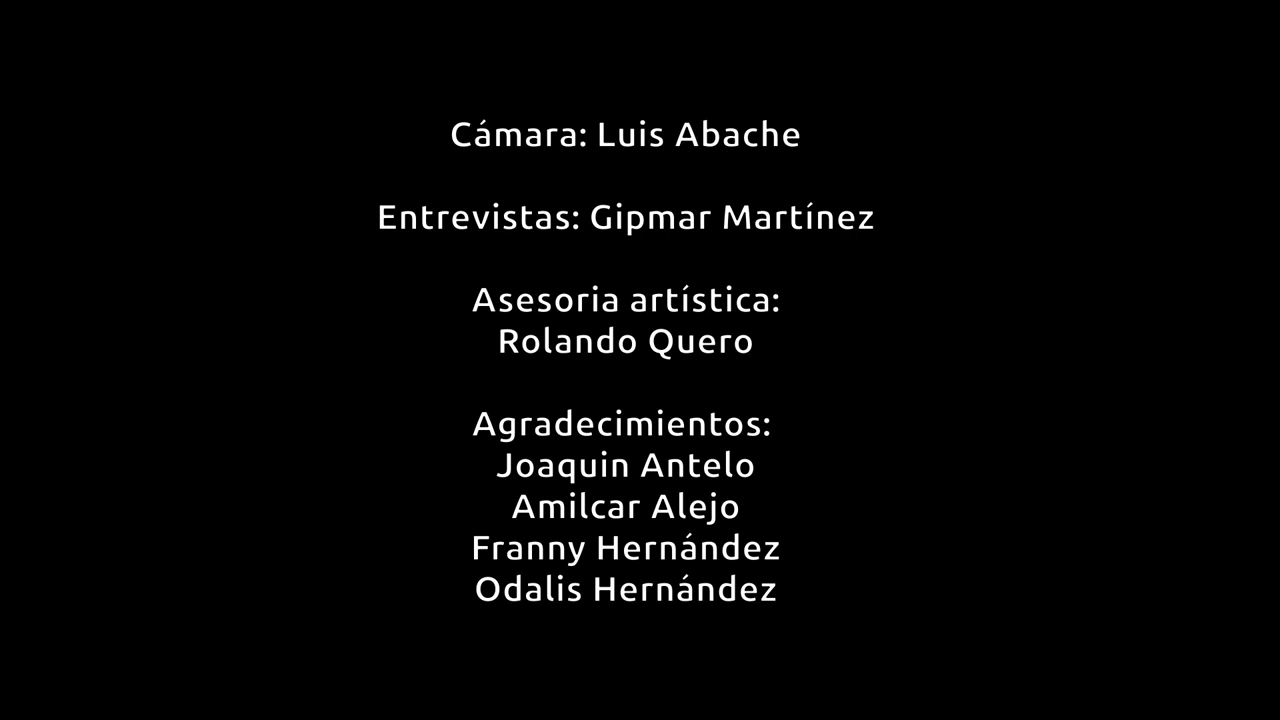 Cámara: Luis Abache
Entrevistas: Gipmar Martínez
Asesoria artística:
Rolando Quero
Agradecimientos:
Joaquin Antelo
Amilcar Alejo
Franny Hernández
Odalis Hernández